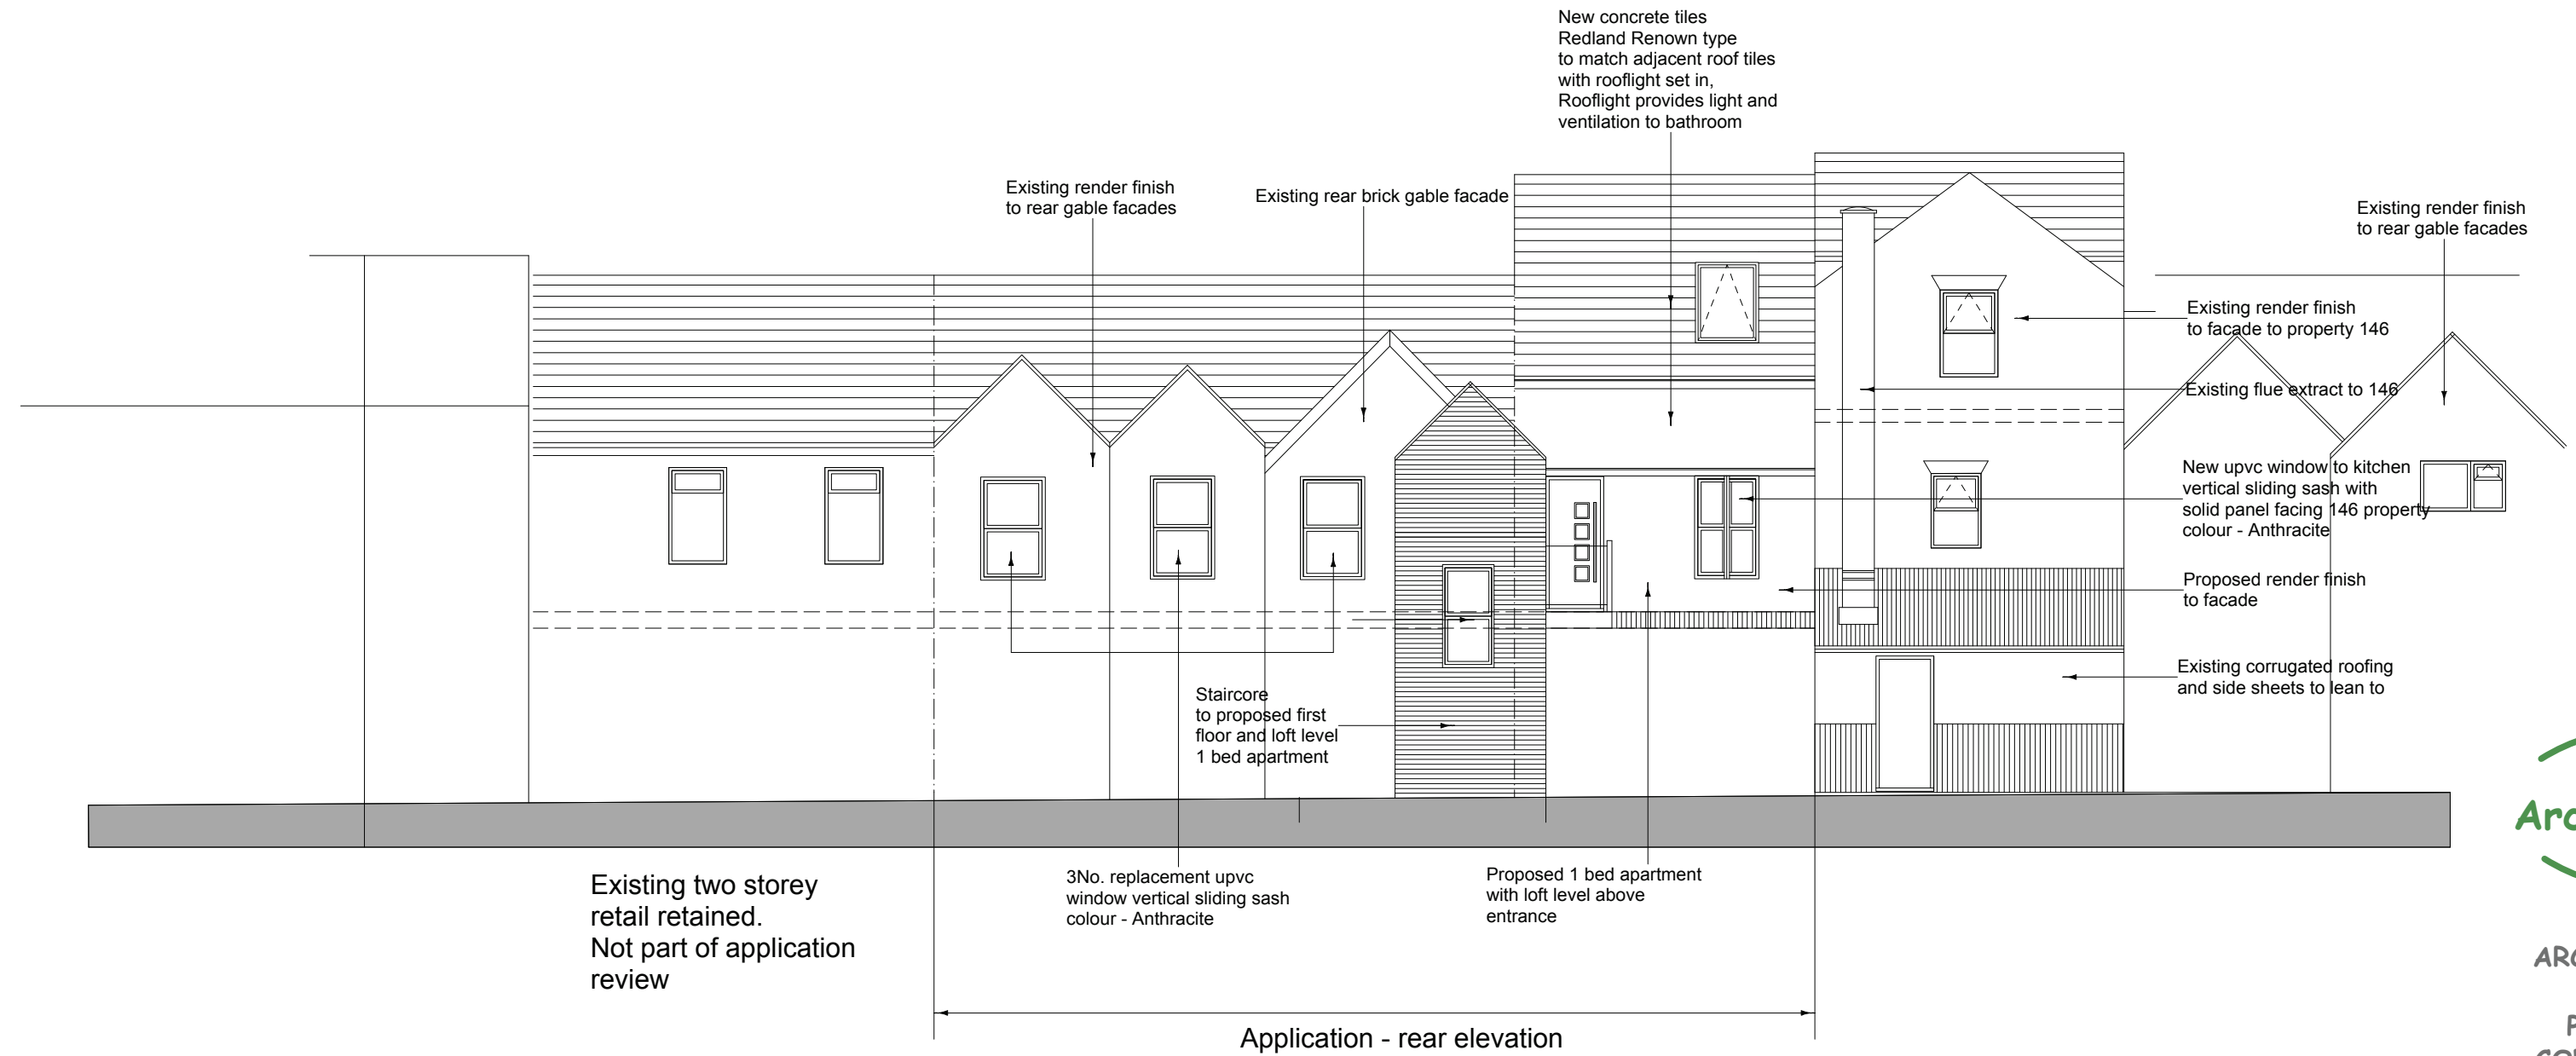 New concrete tiles
Redland Renown type
to match adjacent roof tiles
with rooflight set in,
Rooflight provides light and
ventilation to bathroom
Existing render finish
to rear gable facades
Existing rear brick gable facade
Existing render finish
to rear gable facades
Existing render finish
to facade to property 146
Existing flue extract to 146
New upvc window to kitchen
vertical sliding sash with
solid panel facing 146 property
colour - Anthracite
Proposed render finish
to facade
Existing corrugated roofing
and side sheets to lean to
Staircore
to proposed first
floor and loft level
1 bed apartment
Existing two storey
retail retained.
Not part of application
review
3No. replacement upvc
window vertical sliding sash
colour - Anthracite
Proposed 1 bed apartment
with loft level above
entrance
Application - rear elevation